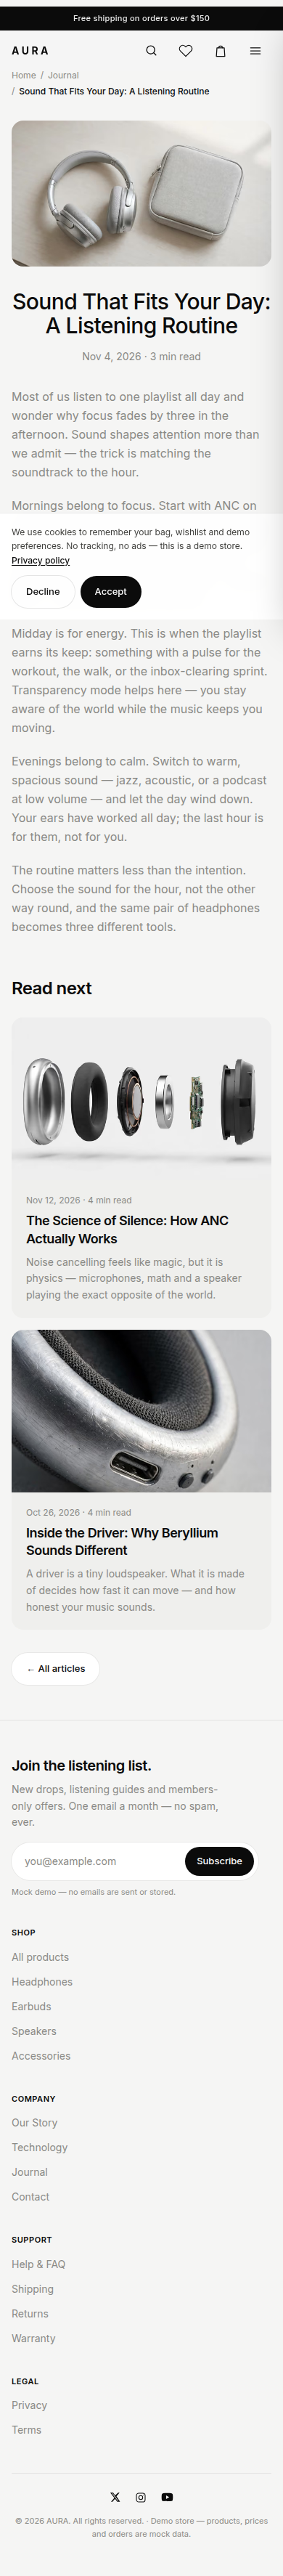 Free shipping on orders over $150
AURA
Home / Journal
/ Sound That Fits Your Day: A Listening Routine
Sound That Fits Your Day:
A Listening Routine
Nov 4, 2026 · 3 min read
Most of us listen to one playlist all day and
wonder why focus fades by three in the
afternoon. Sound shapes attention more than
we admit — the trick is matching the
soundtrack to the hour.
Mornings belong to focus. Start with ANC on
We use cookies to remember your bag, wishlist and demo
preferences. No tracking, no ads — this is a demo store.
Privacy policy
Decline
Accept
Midday is for energy. This is when the playlist
earns its keep: something with a pulse for the
workout, the walk, or the inbox-clearing sprint.
Transparency mode helps here — you stay
aware of the world while the music keeps you
moving.
Evenings belong to calm. Switch to warm,
spacious sound — jazz, acoustic, or a podcast
at low volume — and let the day wind down.
Your ears have worked all day; the last hour is
for them, not for you.
The routine matters less than the intention.
Choose the sound for the hour, not the other
way round, and the same pair of headphones
becomes three different tools.
Read next
Nov 12, 2026 · 4 min read
The Science of Silence: How ANC
Actually Works
Noise cancelling feels like magic, but it is
physics — microphones, math and a speaker
playing the exact opposite of the world.
Oct 26, 2026 · 4 min read
Inside the Driver: Why Beryllium
Sounds Different
A driver is a tiny loudspeaker. What it is made
of decides how fast it can move — and how
honest your music sounds.
← All articles
Join the listening list.
New drops, listening guides and members-
only offers. One email a month — no spam,
ever.
you@example.com
Subscribe
Mock demo — no emails are sent or stored.
SHOP
All products
Headphones
Earbuds
Speakers
Accessories
COMPANY
Our Story
Technology
Journal
Contact
SUPPORT
Help & FAQ
Shipping
Returns
Warranty
LEGAL
Privacy
Terms
© 2026 AURA. All rights reserved. · Demo store — products, prices
and orders are mock data.